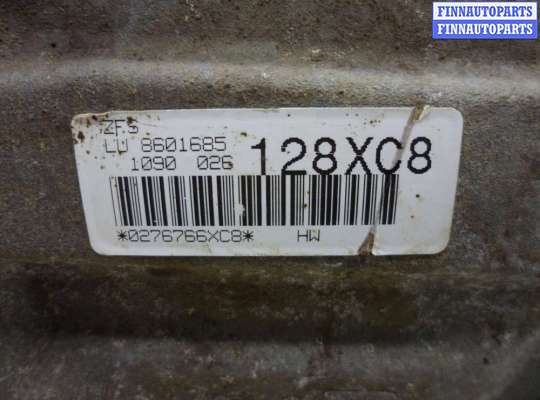 FINNAUTOPARTS
FINNAUTOPARTS
ZFS
LU 8601685
1090 026
128XC8
*0276766XC8*
HW